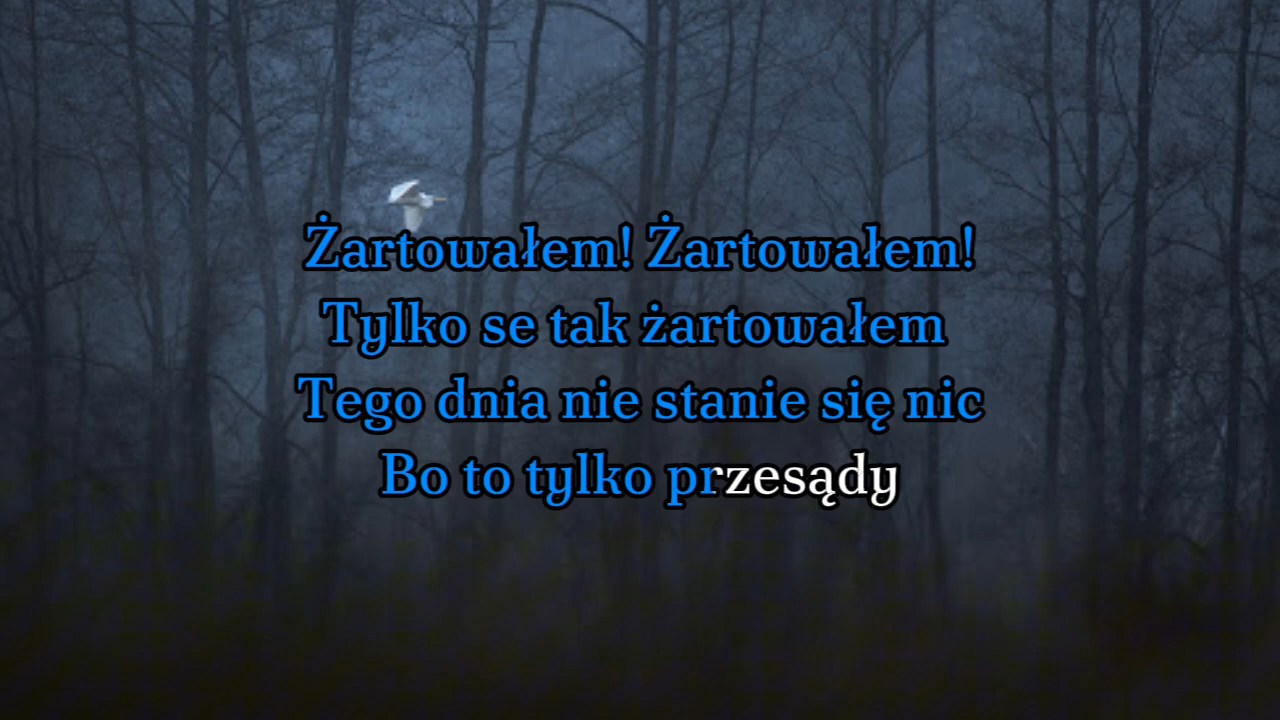 Żartowałem! Żartowałem!
Tylko se tak żartowałem
Tego dnia nie stanie się nic
Bo to tylko przesądy